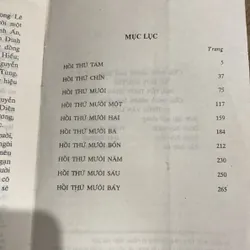 MỤC LỤC
Trang
HỒI THỨ TÁM 5
HỒI THỨ CHÍN 37
HỒI THỨ MƯỜI 75
HỒI THỨ MƯỜI MỘT 117
HỒI THỨ MƯỜI HAI 159
HỒI THỨ MƯỜI BA 184
HỒI THỨ MƯỜI BỐN 212
HỒI THỨ MƯỜI NĂM 230
HỒI THỨ MƯỜI SÁU 250
HỒI THỨ MƯỜI BẢY 265